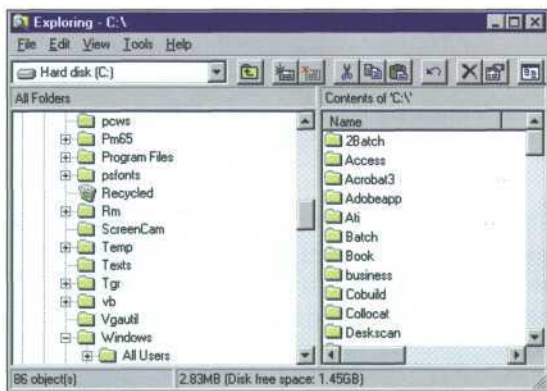 Exploring - C:\
File Edit View Tools Help
Hard disk (C:)
All Folders
Contents of 'C:\'
pcws
Pm65
Program Files
psfonts
Recycled
Rm
ScreenCam
Temp
Texts
Tgr
vb
Vgautil
Windows
All Users
Name
2Batch
Access
Acrobat3
Adobeapp
Ati
Batch
Book
business
Cobuild
Collocat
Deskscan
86 object(s)
2.83MB (Disk free space: 1.45GB)